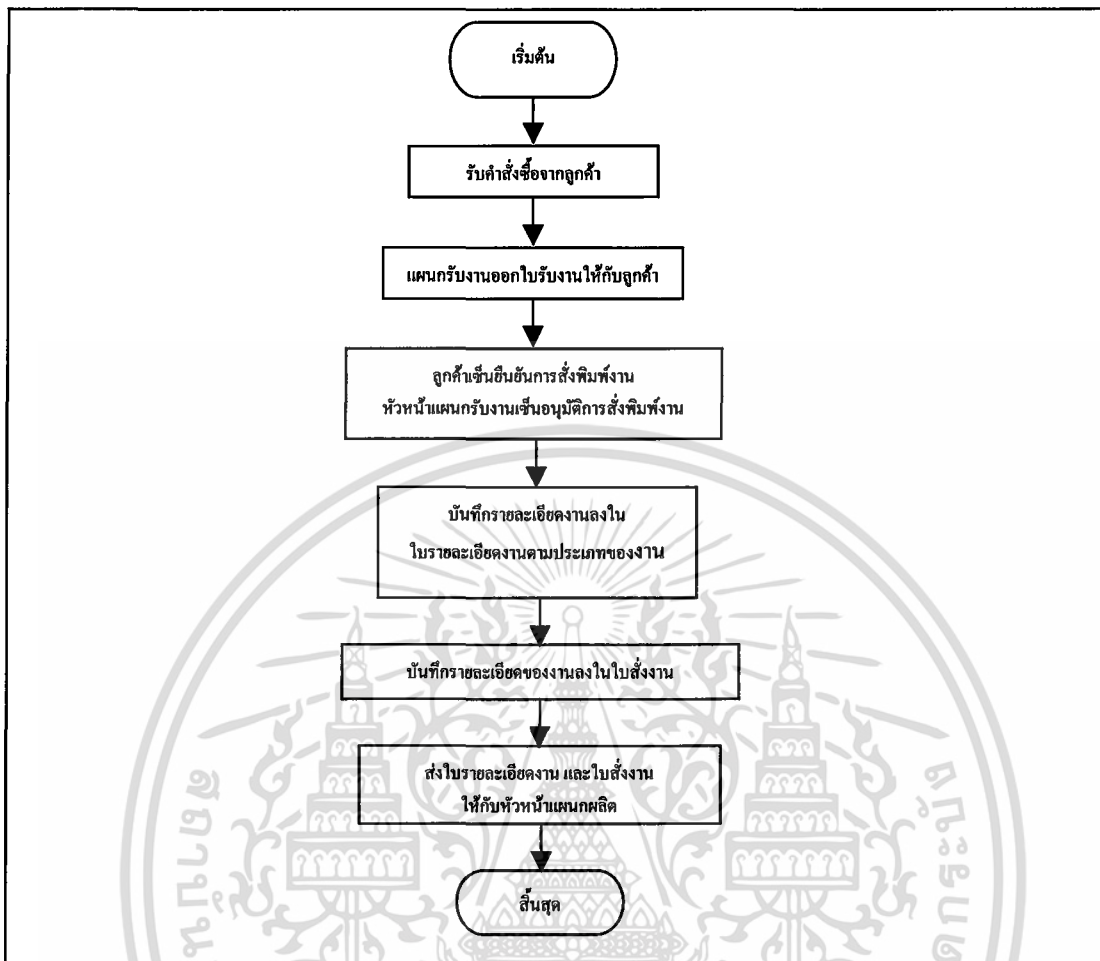 เริ่มต้น
รับคำสั่งซื้อจากลูกค้า
แผนกรับงานออกใบรับงานให้กับลูกค้า
ลูกค้าเซ็นยืนยันการสั่งพิมพ์งาน
หัวหน้าแผนกรับงานเซ็นอนุมัติการสั่งพิมพ์งาน
บันทึกรายละเอียดงานลงใน
ใบรายละเอียดงานตามประเภทของงาน
บันทึกรายละเอียดของงานลงในใบสั่งงาน
ส่งใบรายละเอียดงาน และใบสั่งงาน
ให้กับหัวหน้าแผนกผลิต
สิ้นสุด